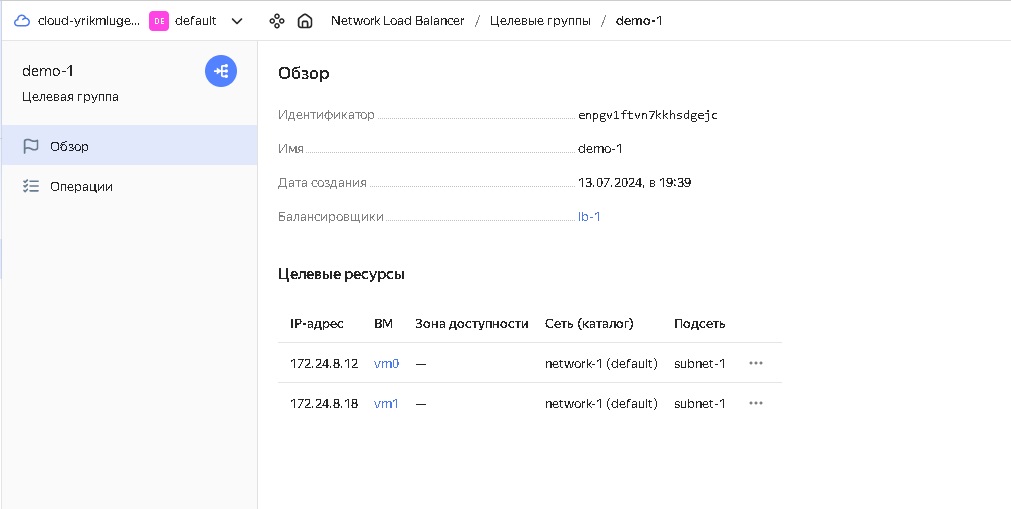 cloud-yrikmluge... DE default Network Load Balancer / Целевые группы / demo-1
demo-1
Целевая группа
Обзор
Операции
Обзор
Идентификатор enpgv1ftvn7kkhsdgejc
Имя demo-1
Дата создания 13.07.2024, в 19:39
Балансировщики lb-1
Целевые ресурсы
IP-адрес ВМ Зона доступности Сеть (каталог) Подсеть
172.24.8.12 vm0 — network-1 (default) subnet-1
172.24.8.18 vm1 — network-1 (default) subnet-1